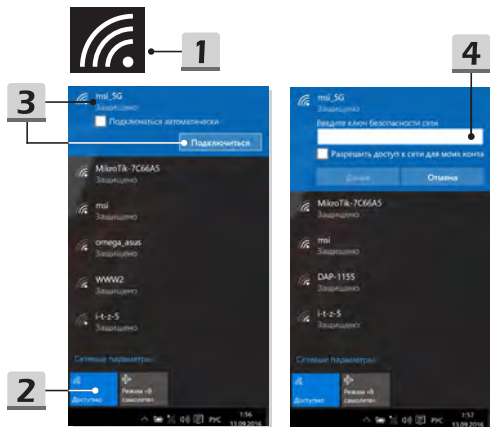 1
3
msi_5G
Защищено
Подключаться автоматически
Подключиться
MikroTik-7C66A5
Защищено
msi
Защищено
omega_asus
Защищено
WWW2
Защищено
i-t-z-5
Защищено
Сетевые параметры
2
Доступно
Режим «В
самолете»
РУС
1:56
13.09.2016
4
msi_5G
Защищено
Введите ключ безопасности сети
Разрешить доступ к сети для моих конта
Далее
Отмена
MikroTik-7C66A5
Защищено
msi
Защищено
DAP-1155
Защищено
i-t-z-5
Защищено
Сетевые параметры
Доступно
Режим «В
самолете»
РУС
1:57
13.09.2016